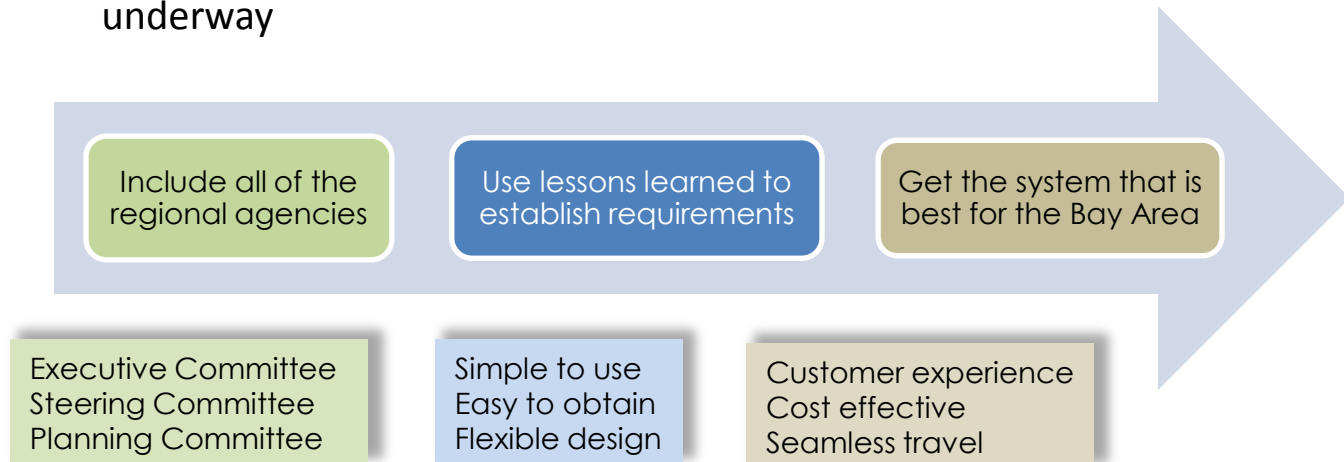 underway
Include all of the
regional agencies
Use lessons learned to
establish requirements
Get the system that is
best for the Bay Area
Executive Committee
Steering Committee
Planning Committee
Simple to use
Easy to obtain
Flexible design
Customer experience
Cost effective
Seamless travel